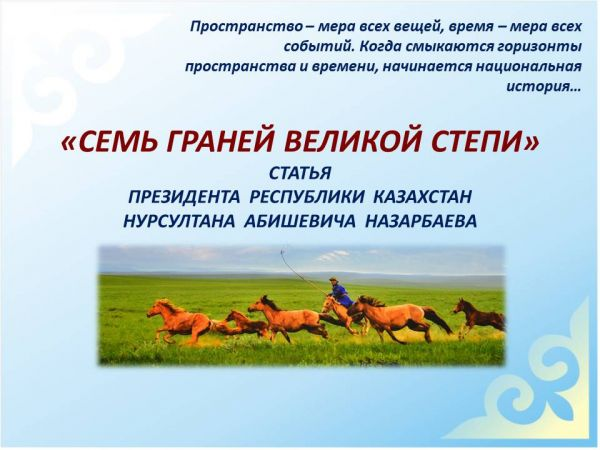 Пространство – мера всех вещей, время – мера всех
событий. Когда смыкаются горизонты
пространства и времени, начинается национальная
история…
«СЕМЬ ГРАНЕЙ ВЕЛИКОЙ СТЕПИ»
СТАТЬЯ
ПРЕЗИДЕНТА РЕСПУБЛИКИ КАЗАХСТАН
НУРСУЛТАНА АБИШЕВИЧА НАЗАРБАЕВА